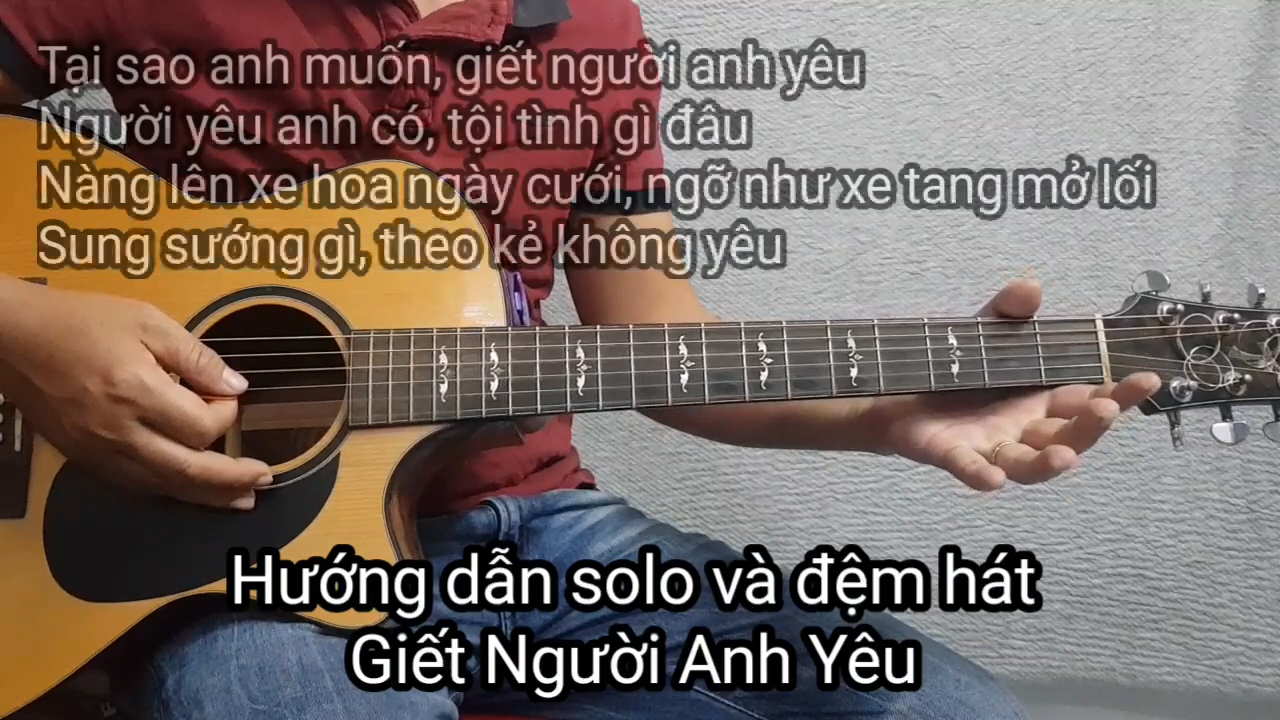 Tại sao anh muốn, giết người anh yêu
Người yêu anh có, tội tình gì đâu
Nàng lên xe hoa ngày cưới, ngỡ như xe tang mở lối
Sung sướng gì, theo kẻ không yêu
Hướng dẫn solo và đệm hát
Giết Người Anh Yêu